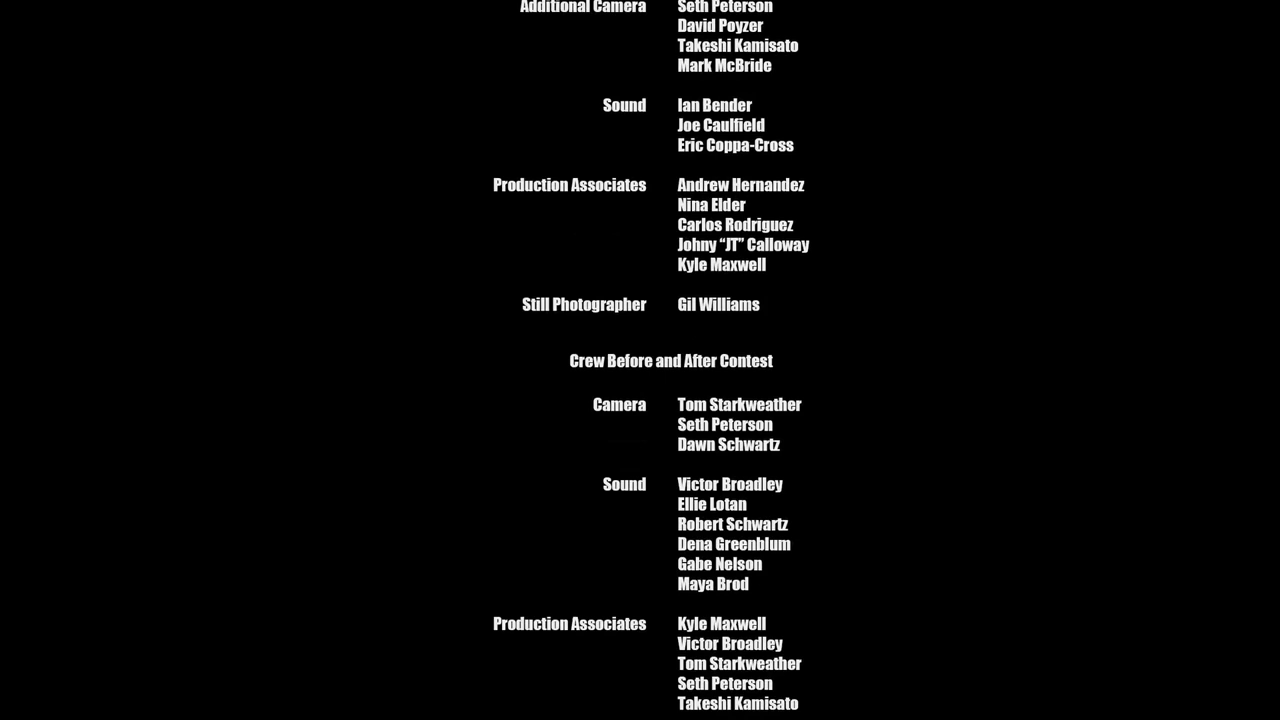 Additional Camera Seth Peterson
David Poyzer
Takeshi Kamisato
Mark McBride
Sound Ian Bender
Joe Caulfield
Eric Coppa-Cross
Production Associates Andrew Hernandez
Nina Elder
Carlos Rodriguez
Johny “JT” Calloway
Kyle Maxwell
Still Photographer Gil Williams
Crew Before and After Contest
Camera Tom Starkweather
Seth Peterson
Dawn Schwartz
Sound Victor Broadley
Ellie Lotan
Robert Schwartz
Dena Greenblum
Gabe Nelson
Maya Brod
Production Associates Kyle Maxwell
Victor Broadley
Tom Starkweather
Seth Peterson
Takeshi Kamisato